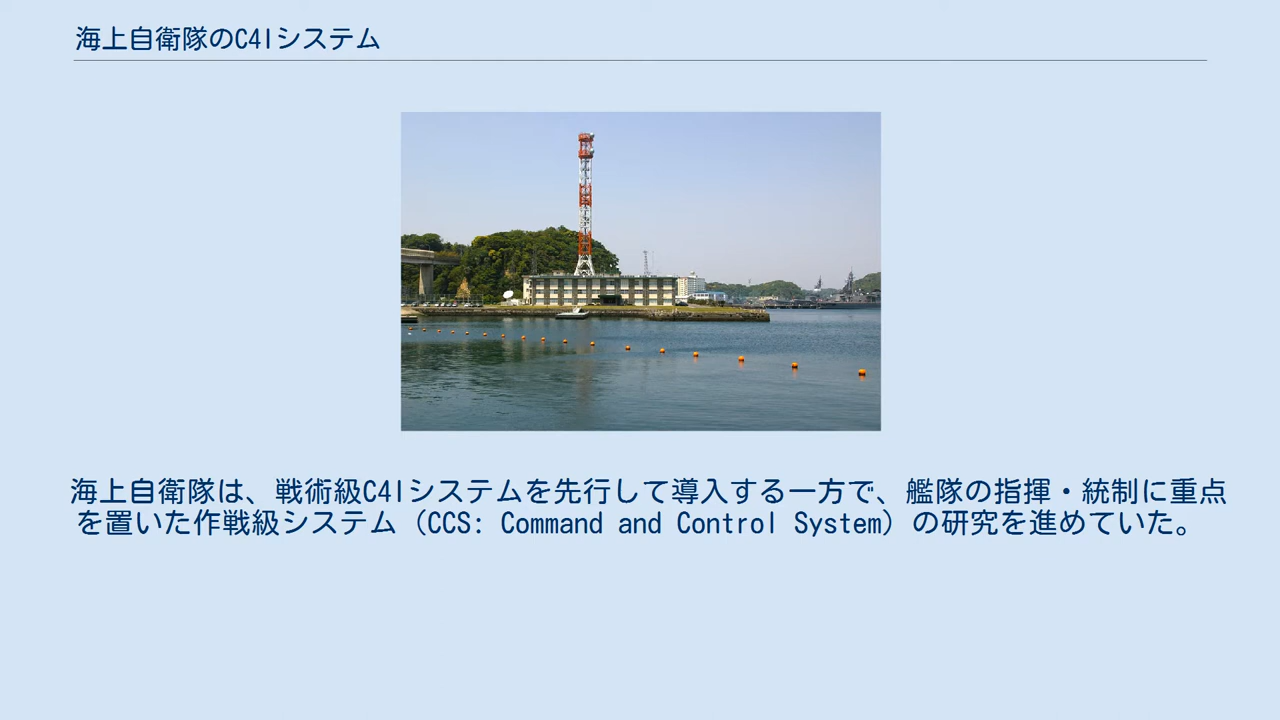 海上自衛隊のC4Iシステム
海上自衛隊は、戦術級C4Iシステムを先行して導入する一方で、艦隊の指揮・統制に重点
を置いた作戦級システム（CCS: Command and Control System）の研究を進めていた。